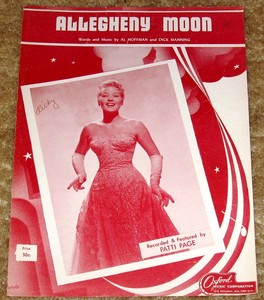 ALLEGHENY MOON
Words and Music by AL HOFFMAN and DICK MANNING
Recorded & Featured by
PATTI PAGE
Price
50c.
Oxford
MUSIC CORPORATION